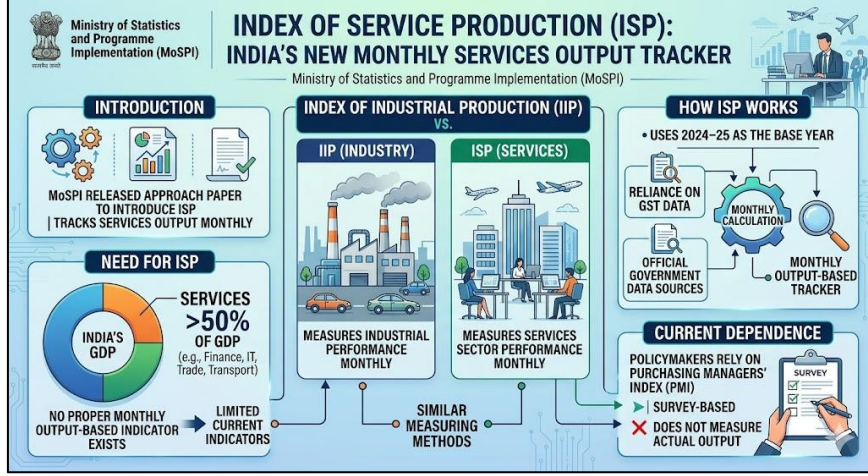 Ministry of Statistics
and Programme
Implementation (MoSPI)
INDEX OF SERVICE PRODUCTION (ISP):
INDIA'S NEW MONTHLY SERVICES OUTPUT TRACKER
Ministry of Statistics and Programme Implementation (MoSPI)
INTRODUCTION
MoSPI RELEASED APPROACH PAPER
TO INTRODUCE ISP
| TRACKS SERVICES OUTPUT MONTHLY
NEED FOR ISP
INDIA'S
GDP
SERVICES
>50%
OF GDP
(e.g., Finance, IT,
Trade, Transport)
NO PROPER MONTHLY
OUTPUT-BASED INDICATOR
EXISTS
LIMITED
CURRENT
INDICATORS
INDEX OF INDUSTRIAL PRODUCTION (IIP)
VS.
IIP (INDUSTRY)
MEASURES INDUSTRIAL
PERFORMANCE
MONTHLY
ISP (SERVICES)
MEASURES SERVICES
SECTOR PERFORMANCE
MONTHLY
SIMILAR
MEASURING
METHODS
HOW ISP WORKS
• USES 2024–25 AS THE BASE YEAR
RELIANCE ON
GST DATA
OFFICIAL
GOVERNMENT
DATA SOURCES
MONTHLY
CALCULATION
MONTHLY
OUTPUT-BASED
TRACKER
CURRENT DEPENDENCE
POLICYMAKERS RELY ON
PURCHASING MANAGERS'
INDEX (PMI)
| SURVEY-BASED
DOES NOT MEASURE
ACTUAL OUTPUT
SURVEY